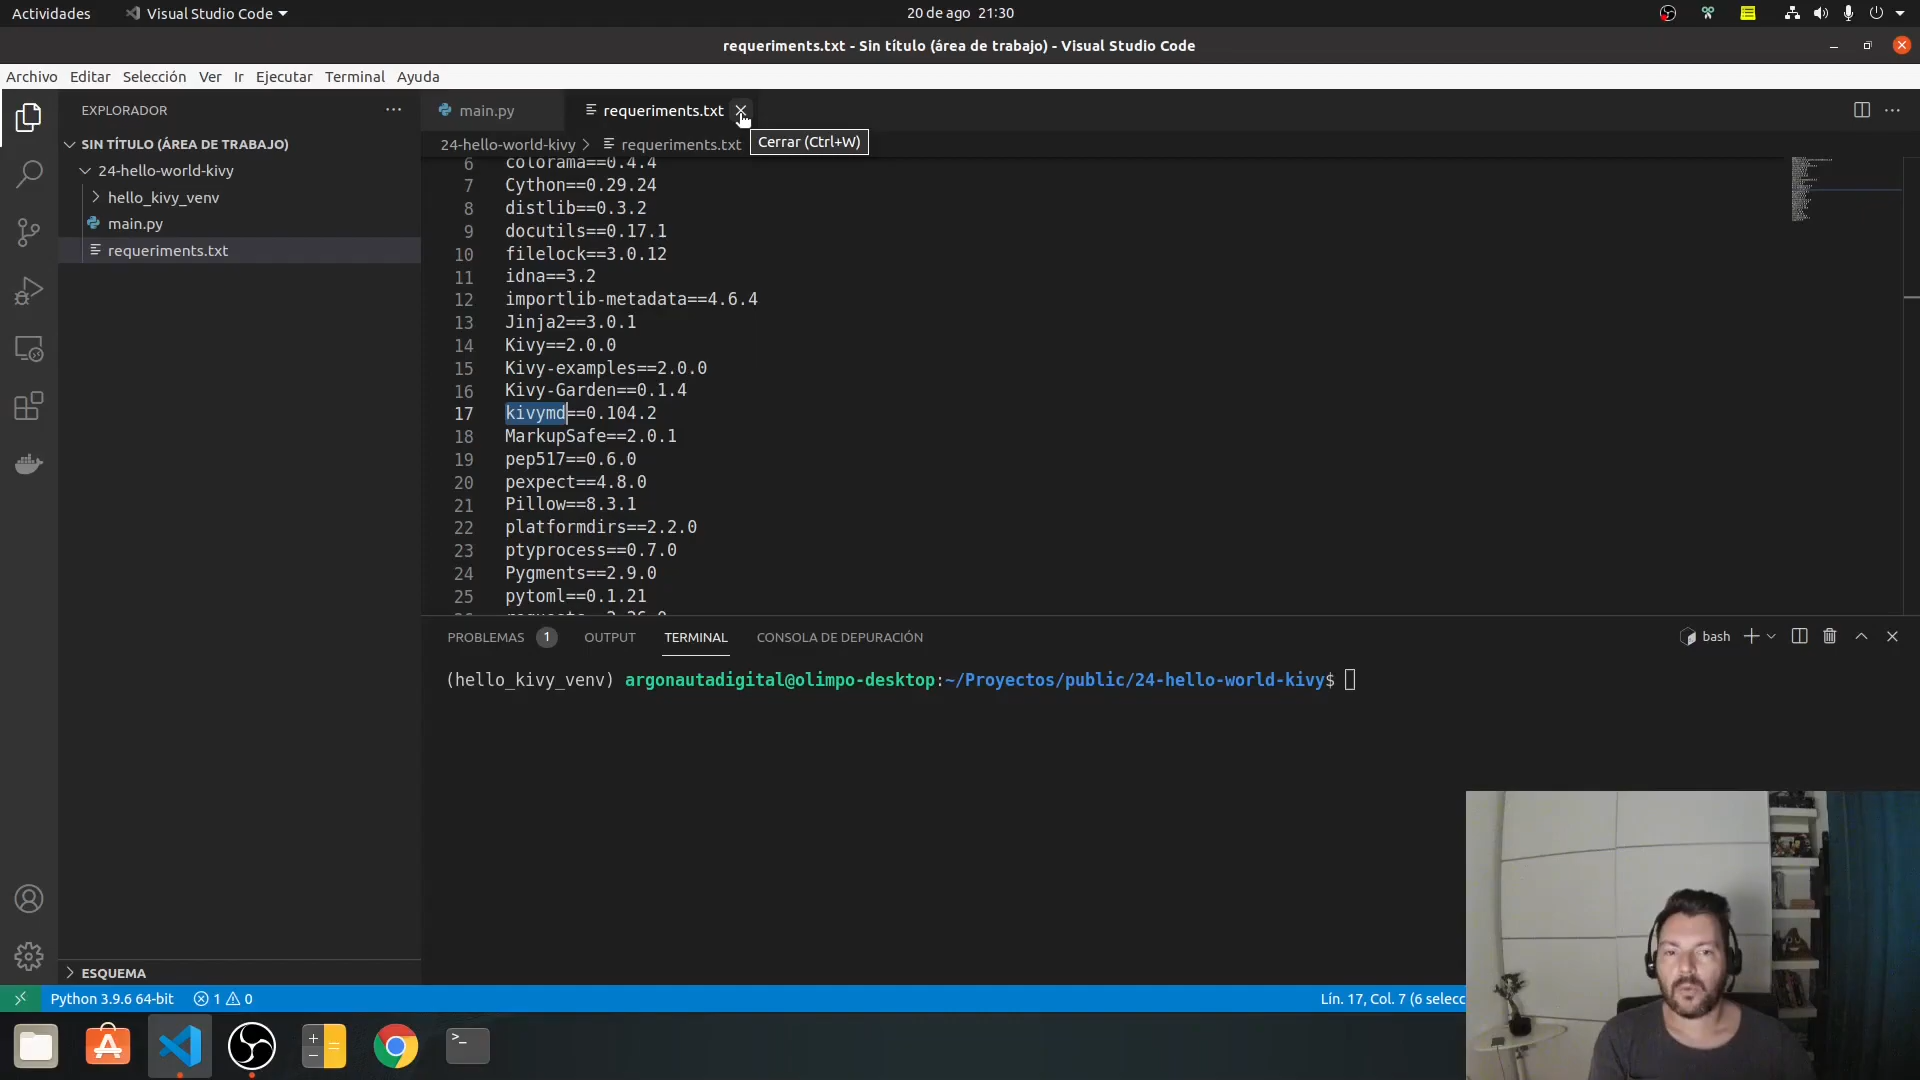 Actividades Visual Studio Code 20 de ago 21:30
requeriments.txt - Sin título (área de trabajo) - Visual Studio Code
Archivo Editar Selección Ver Ir Ejecutar Terminal Ayuda
EXPLORADOR
SIN TÍTULO (ÁREA DE TRABAJO)
24-hello-world-kivy
hello_kivy_venv
main.py
requeriments.txt
ESQUEMA
main.py requeriments.txt
Cerrar (Ctrl+W)
24-hello-world-kivy > requeriments.txt
6 colorama==0.4.4
7 Cython==0.29.24
8 distlib==0.3.2
9 docutils==0.17.1
10 filelock==3.0.12
11 idna==3.2
12 importlib-metadata==4.6.4
13 Jinja2==3.0.1
14 Kivy==2.0.0
15 Kivy-examples==2.0.0
16 Kivy-Garden==0.1.4
17 kivymd==0.104.2
18 MarkupSafe==2.0.1
19 pep517==0.6.0
20 pexpect==4.8.0
21 Pillow==8.3.1
22 platformdirs==2.2.0
23 ptyprocess==0.7.0
24 Pygments==2.9.0
25 pytoml==0.1.21
PROBLEMAS 1 OUTPUT TERMINAL CONSOLA DE DEPURACIÓN bash
(hello_kivy_venv) argonautadigital@olimpo-desktop:~/Proyectos/public/24-hello-world-kivy$
Python 3.9.6 64-bit 1 0 Lín. 17, Col. 7 (6 selecc